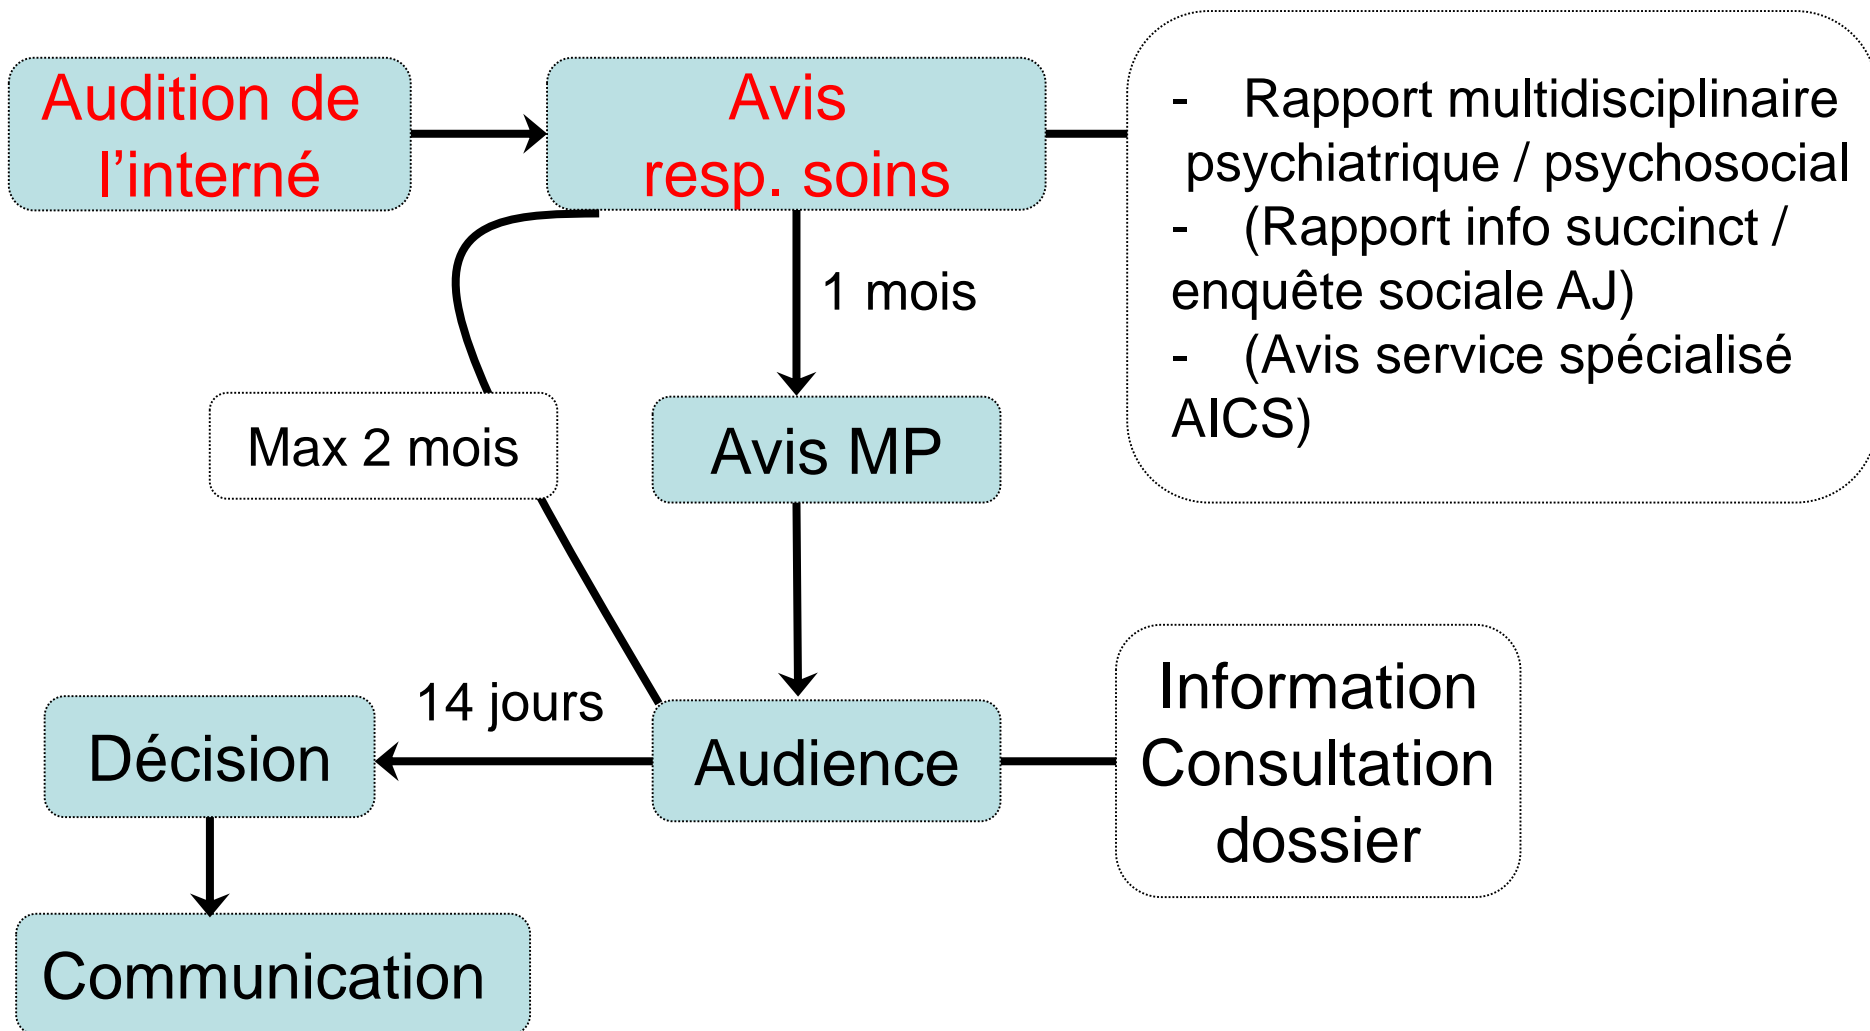 Audition de
l’interné
Avis
resp. soins
- Rapport multidisciplinaire
psychiatrique / psychosocial
- (Rapport info succinct /
enquête sociale AJ)
- (Avis service spécialisé
AICS)
1 mois
Max 2 mois
Avis MP
14 jours
Décision
Audience
Information
Consultation
dossier
Communication